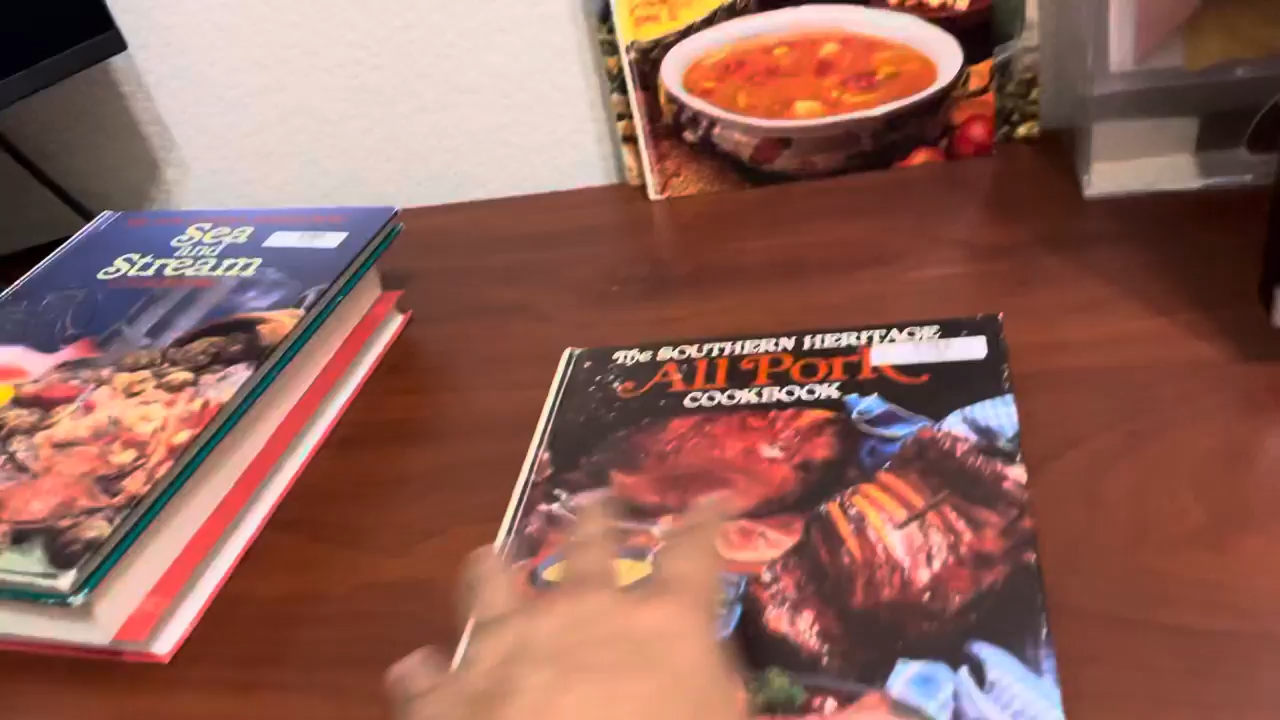 Sea
and
Stream
The SOUTHERN HERITAGE
All Pork
COOKBOOK